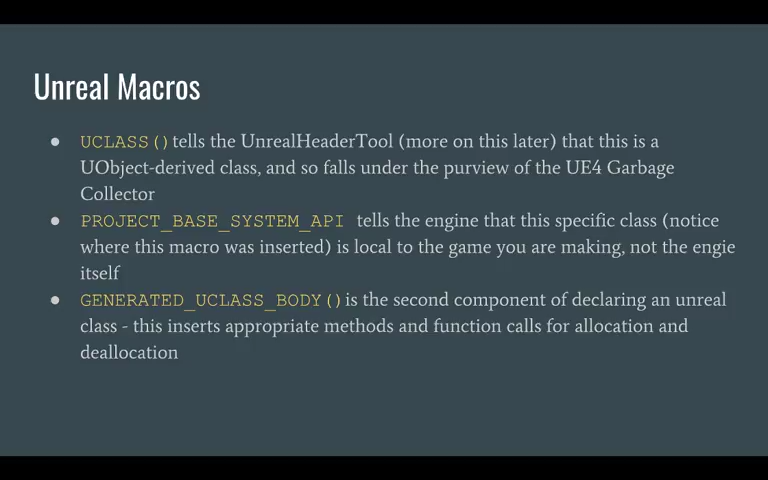 Unreal Macros
● UCLASS()tells the UnrealHeaderTool (more on this later) that this is a
UObject-derived class, and so falls under the purview of the UE4 Garbage
Collector
● PROJECT_BASE_SYSTEM_API tells the engine that this specific class (notice
where this macro was inserted) is local to the game you are making, not the engie
itself
● GENERATED_UCLASS_BODY()is the second component of declaring an unreal
class - this inserts appropriate methods and function calls for allocation and
deallocation